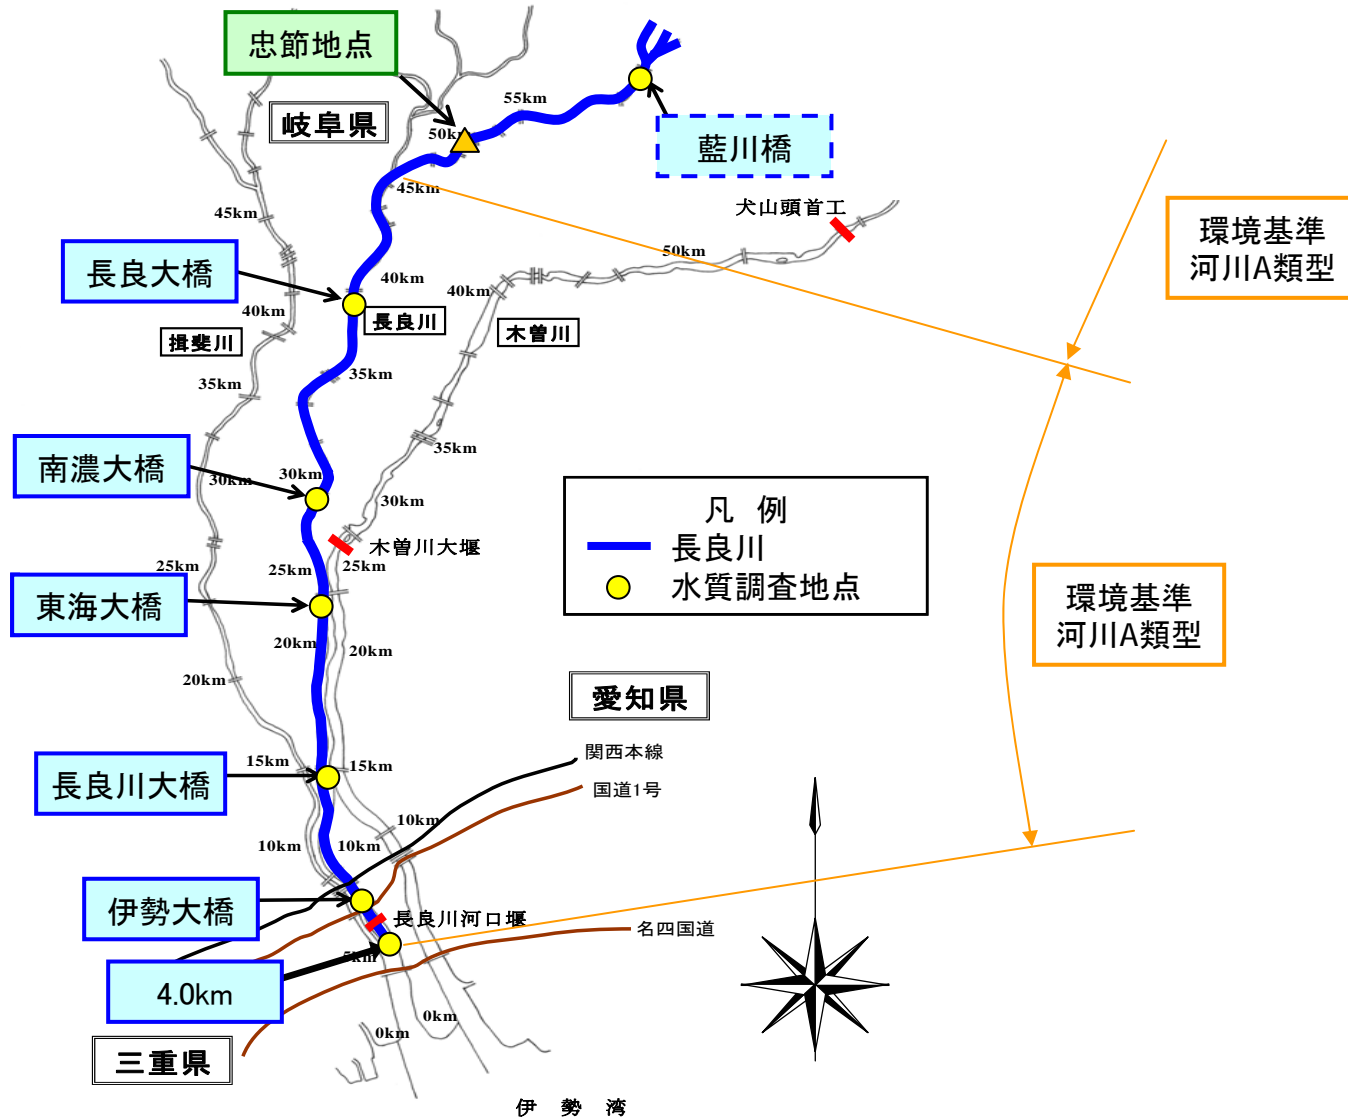 忠節地点
岐阜県
55km
50km
藍川橋
45km
45km
犬山頭首工
環境基準
河川A類型
長良大橋
40km
50km
40km
40km
長良川
木曽川
揖斐川
35km
35km
35km
南濃大橋
30km
30km
30km
凡 例
長良川
水質調査地点
木曽川大堰
25km
25km
25km
東海大橋
環境基準
河川A類型
20km
20km
20km
愛知県
関西本線
長良川大橋
15km
15km
国道1号
10km
10km
10km
伊勢大橋
長良川河口堰
名四国道
5km
4.0km
0km
0km
三重県
伊 勢 湾